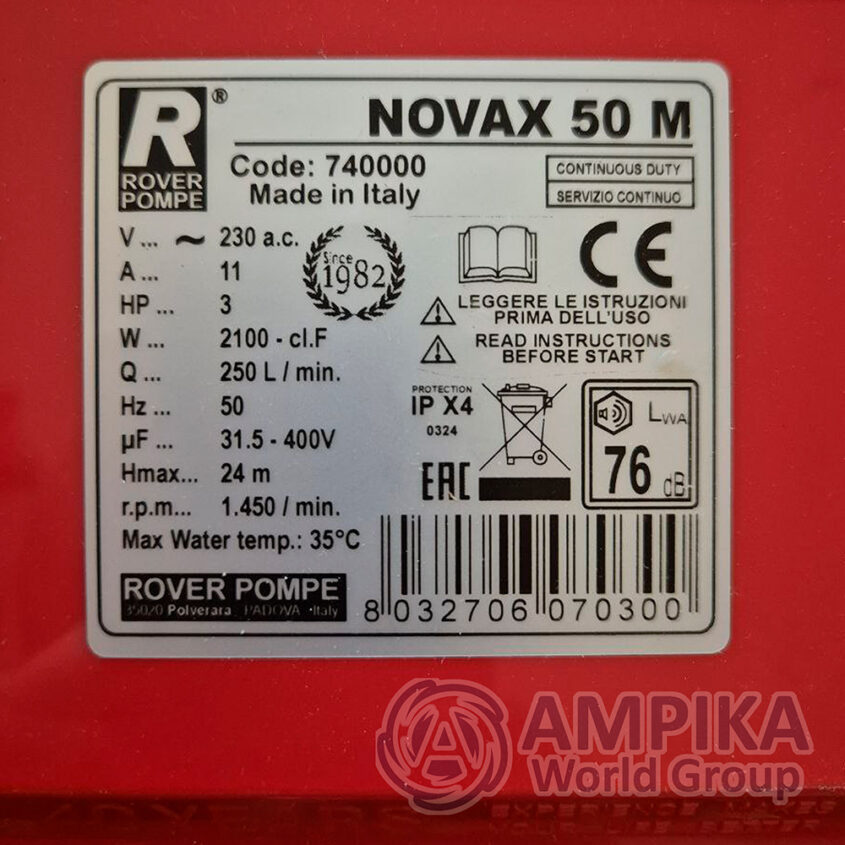 R®
ROVER
POMPE
NOVAX 50 M
Code: 740000
Made in Italy
CONTINUOUS DUTY
SERVIZIO CONTINUO
V ... ~ 230 a.c.
A ... 11
HP ... 3
W ... 2100 - cl.F
Q ... 250 L / min.
Hz ... 50
µF ... 31.5 - 400V
Hmax... 24 m
r.p.m... 1.450 / min.
Max Water temp.: 35°C
Since
1982
CE
LEGGERE LE ISTRUZIONI
PRIMA DELL'USO
READ INSTRUCTIONS
BEFORE START
PROTECTION
IP X4
0324
EAC
LWA
76 dB
ROVER POMPE
35020 Polverara PADOVA -Italy
8 032706 070300
AMPIKA
World Group